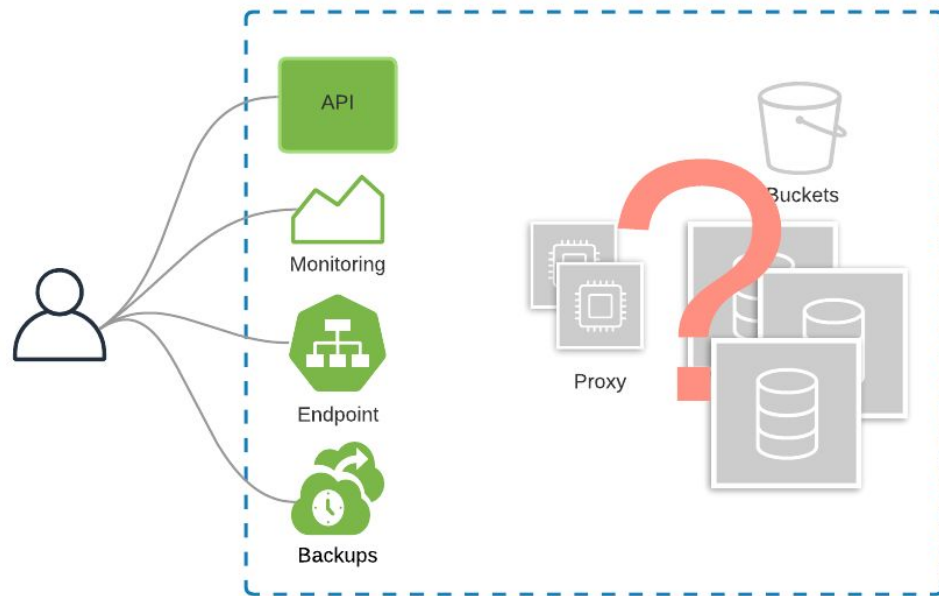 API
Monitoring
Endpoint
Backups
Buckets
Proxy
?